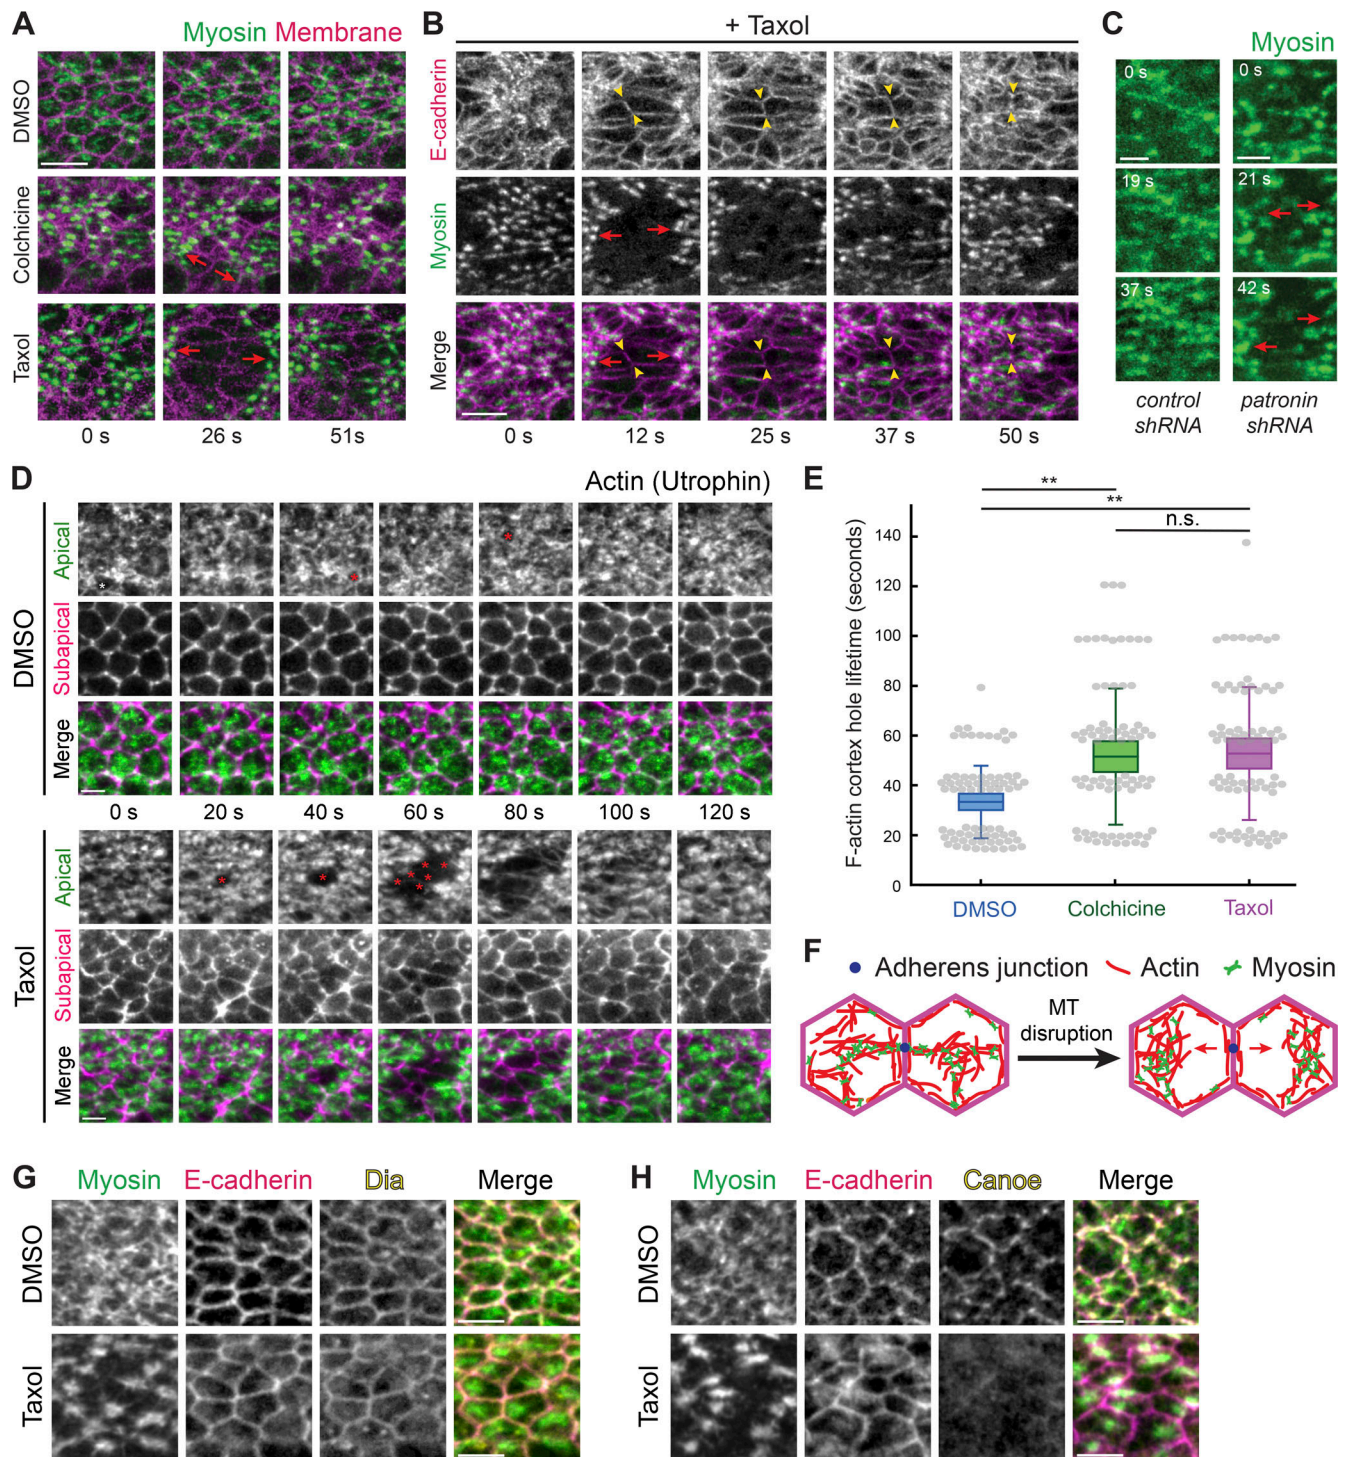 A
Myosin Membrane
DMSO
Colchicine
Taxol
0 s
26 s
51s
B
+ Taxol
E-cadherin
Myosin
Merge
0 s
12 s
25 s
37 s
50 s
C
Myosin
0 s
0 s
19 s
21 s
37 s
42 s
control
shRNA
patronin
shRNA
D
Actin (Utrophin)
DMSO
Apical
Subapical
Merge
0 s
20 s
40 s
60 s
80 s
100 s
120 s
Taxol
Apical
Subapical
Merge
E
**
**
n.s.
F-actin cortex hole lifetime (seconds)
140
120
100
80
60
40
20
0
DMSO
Colchicine
Taxol
F
Adherens junction
Actin
Myosin
MT
disruption
G
Myosin
E-cadherin
Dia
Merge
DMSO
Taxol
H
Myosin
E-cadherin
Canoe
Merge
DMSO
Taxol